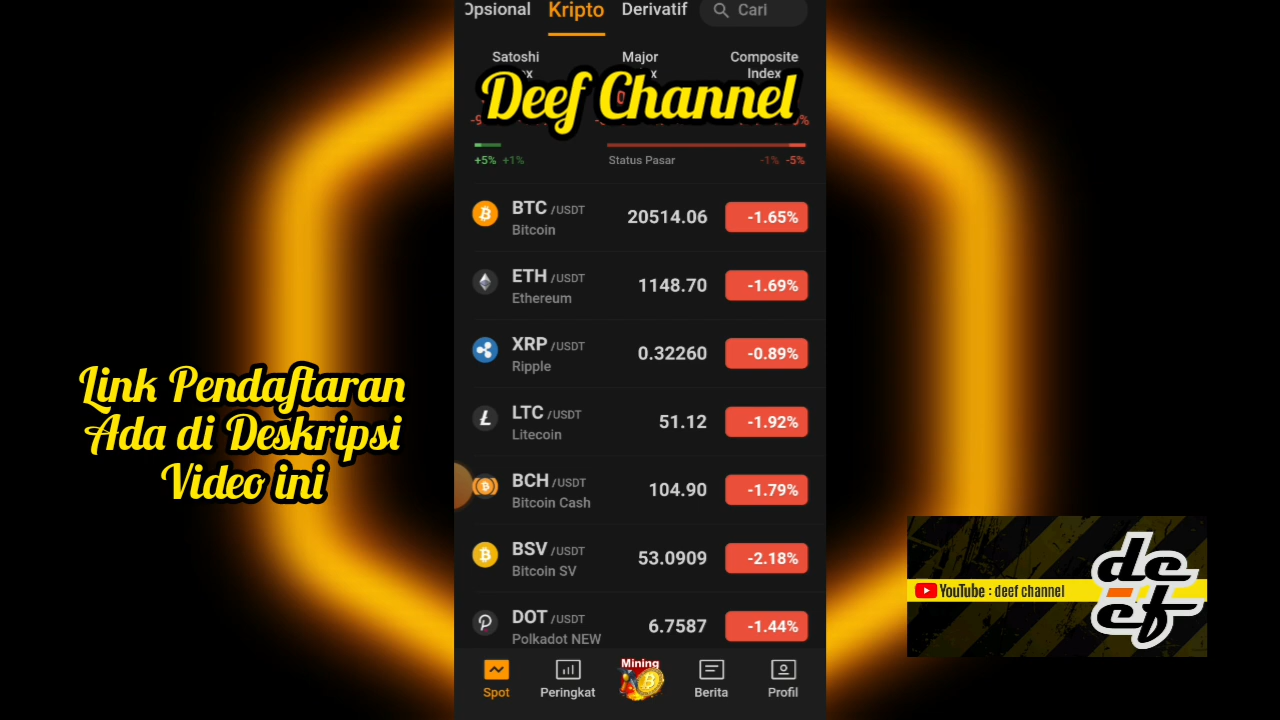 Opsional Kripto Derivatif Cari
Satoshi Major Composite
Index
Deef Channel
+5% +1% Status Pasar -1% -5%
BTC /USDT 20514.06 -1.65%
Bitcoin
ETH /USDT 1148.70 -1.69%
Ethereum
XRP /USDT 0.32260 -0.89%
Ripple
LTC /USDT 51.12 -1.92%
Litecoin
BCH /USDT 104.90 -1.79%
Bitcoin Cash
BSV /USDT 53.0909 -2.18%
Bitcoin SV
DOT /USDT 6.7587 -1.44%
Polkadot NEW
Mining
Spot Peringkat Berita Profil
Link Pendaftaran
Ada di Deskripsi
Video ini
YouTube : deef channel
de
ef